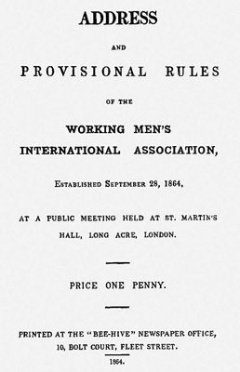 ADDRESS
AND
PROVISIONAL RULES
OF THE
WORKING MEN'S
INTERNATIONAL ASSOCIATION,
ESTABLISHED SEPTEMBER 28, 1864,
AT A PUBLIC MEETING HELD AT ST. MARTIN'S
HALL, LONG ACRE, LONDON.
PRICE ONE PENNY.
PRINTED AT THE "BEE-HIVE" NEWSPAPER OFFICE,
10, BOLT COURT, FLEET STREET.
1864.